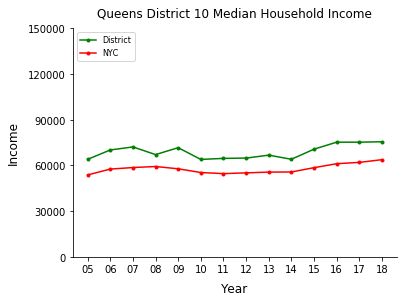 Queens District 10 Median Household Income
150000
120000
90000
60000
30000
0
Income
District
NYC
05 06 07 08 09 10 11 12 13 14 15 16 17 18
Year